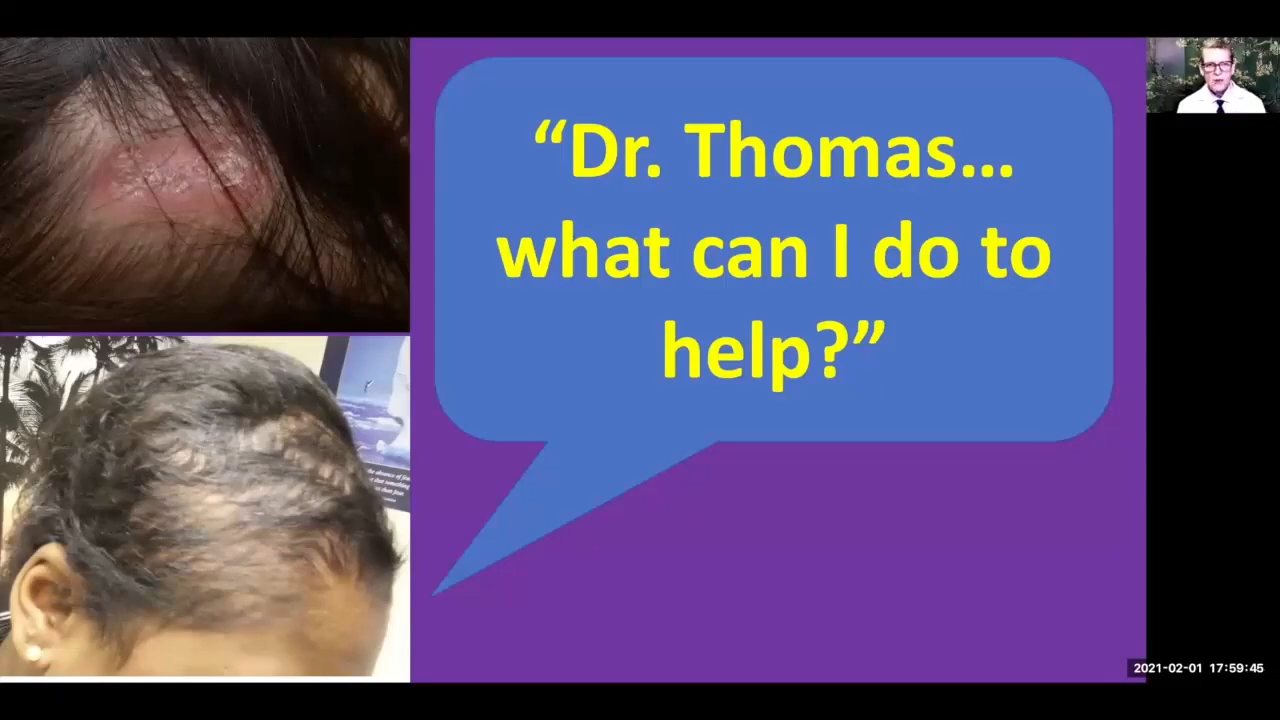 “Dr. Thomas...
what can I do to
help?”
2021-02-01 17:59:45